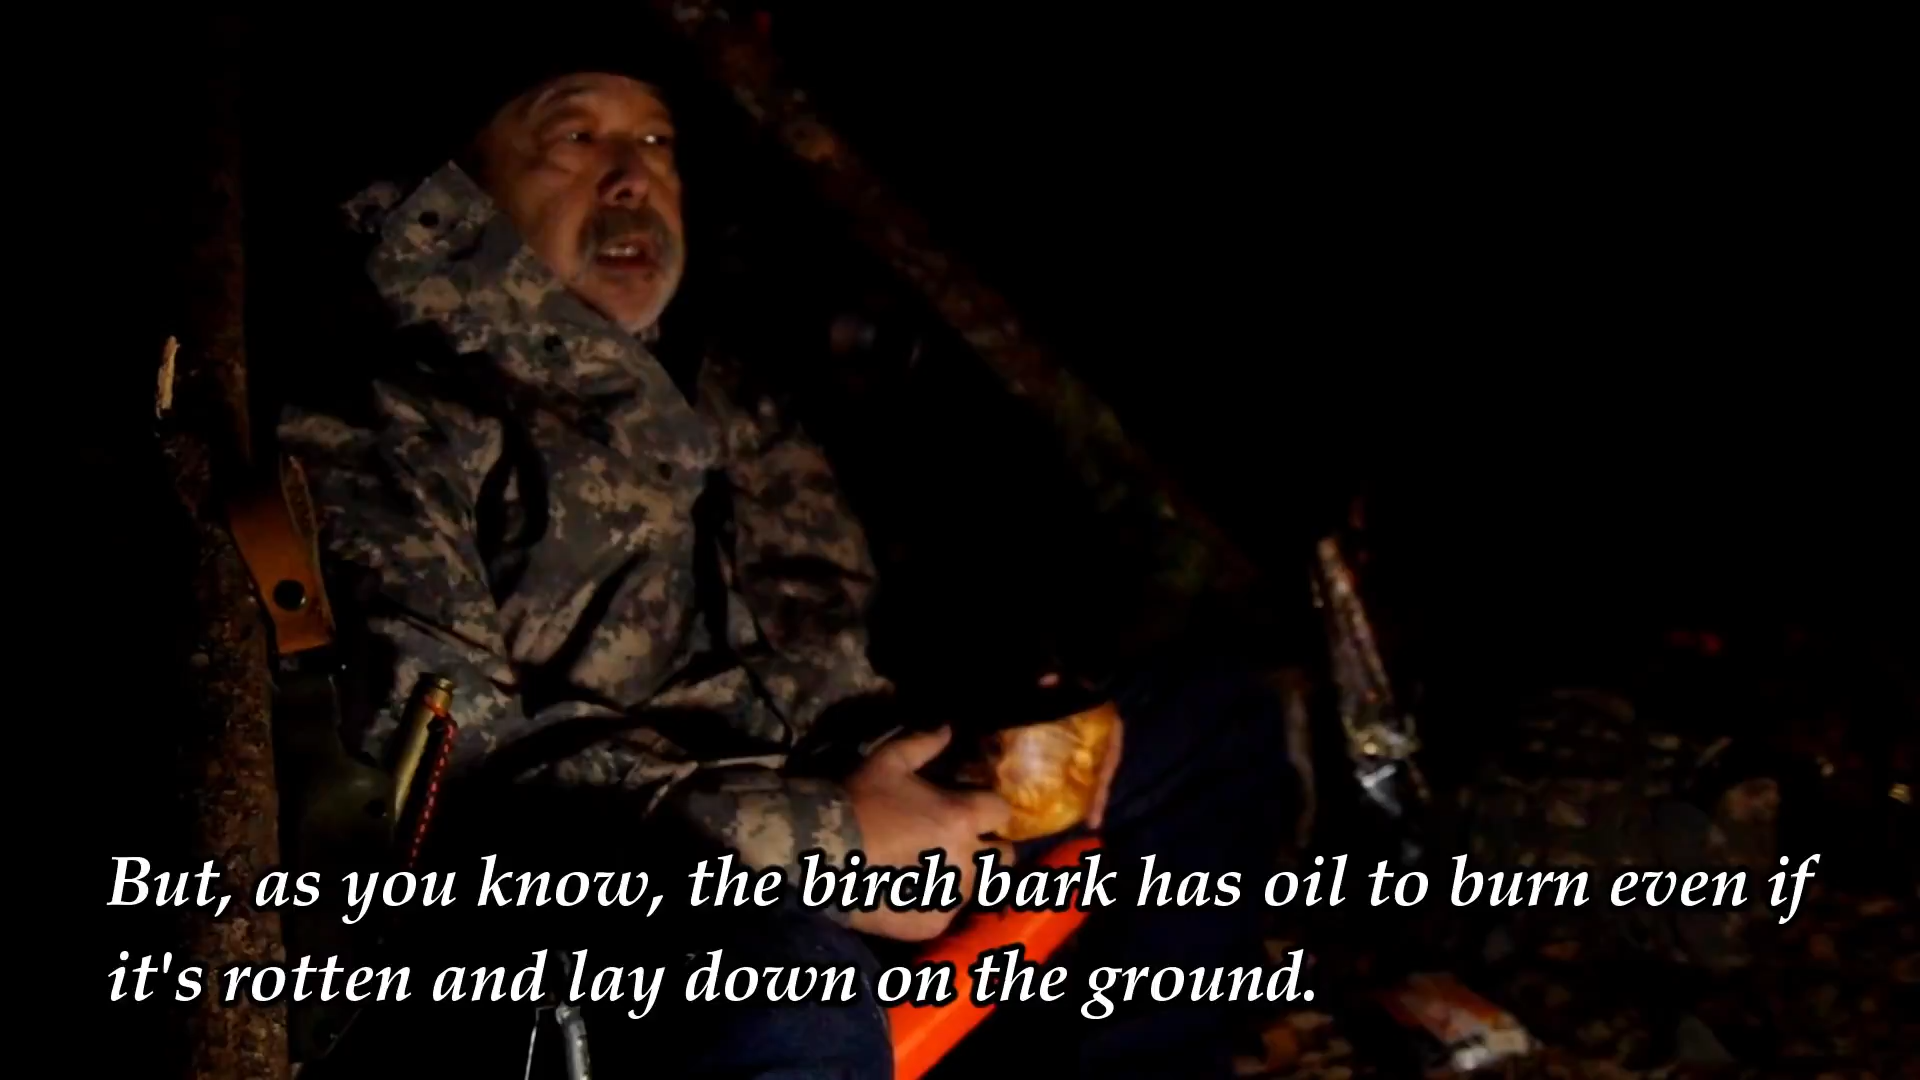 But, as you know, the birch bark has oil to burn even if
it's rotten and lay down on the ground.